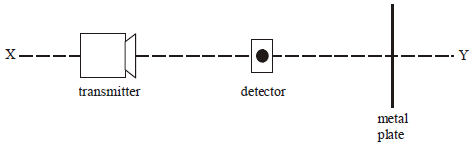 X
Y
transmitter
detector
metal
plate